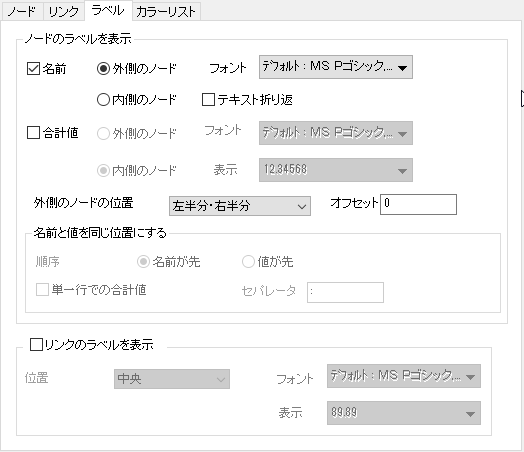 ノード リンク ラベル カラーリスト
ノードのラベルを表示
名前 外側のノード フォント デフォルト : MS Pゴシック,...
内側のノード テキスト折り返
合計値 外側のノード フォント デフォルト : MS Pゴシック,...
内側のノード 表示 12,34568
外側のノードの位置 左半分・右半分 オフセット 0
名前と値を同じ位置にする
順序 名前が先 値が先
単一行での合計値 セパレータ :
リンクのラベルを表示
位置 中央 フォント デフォルト : MS Pゴシック,...
表示 89,89